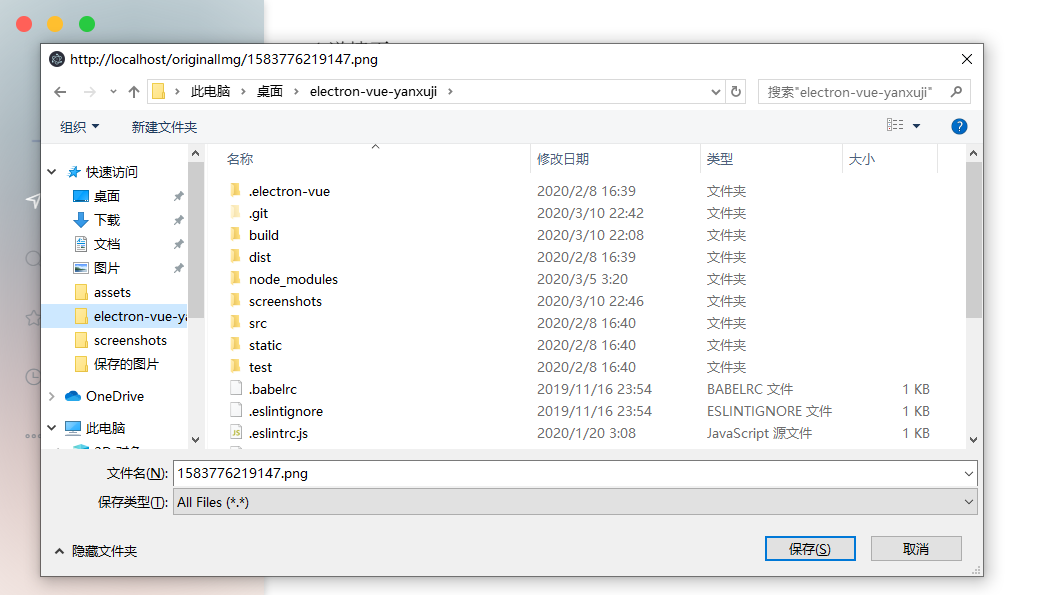 http://localhost/originalImg/1583776219147.png
此电脑 桌面 electron-vue-yanxuji
搜索"electron-vue-yanxuji"
组织 新建文件夹
名称 修改日期 类型 大小
快速访问
桌面
下载
文档
图片
assets
electron-vue-ya
screenshots
保存的图片
OneDrive
此电脑
.electron-vue 2020/2/8 16:39 文件夹
.git 2020/3/10 22:42 文件夹
build 2020/3/10 22:08 文件夹
dist 2020/2/8 16:39 文件夹
node_modules 2020/3/5 3:20 文件夹
screenshots 2020/3/10 22:46 文件夹
src 2020/2/8 16:40 文件夹
static 2020/2/8 16:40 文件夹
test 2020/2/8 16:40 文件夹
.babelrc 2019/11/16 23:54 BABELRC 文件 1 KB
.eslintignore 2019/11/16 23:54 ESLINTIGNORE 文件 1 KB
.eslintrc.js 2020/1/20 3:08 JavaScript 源文件 1 KB
文件名(N): 1583776219147.png
保存类型(T): All Files (*.*)
隐藏文件夹 保存(S) 取消